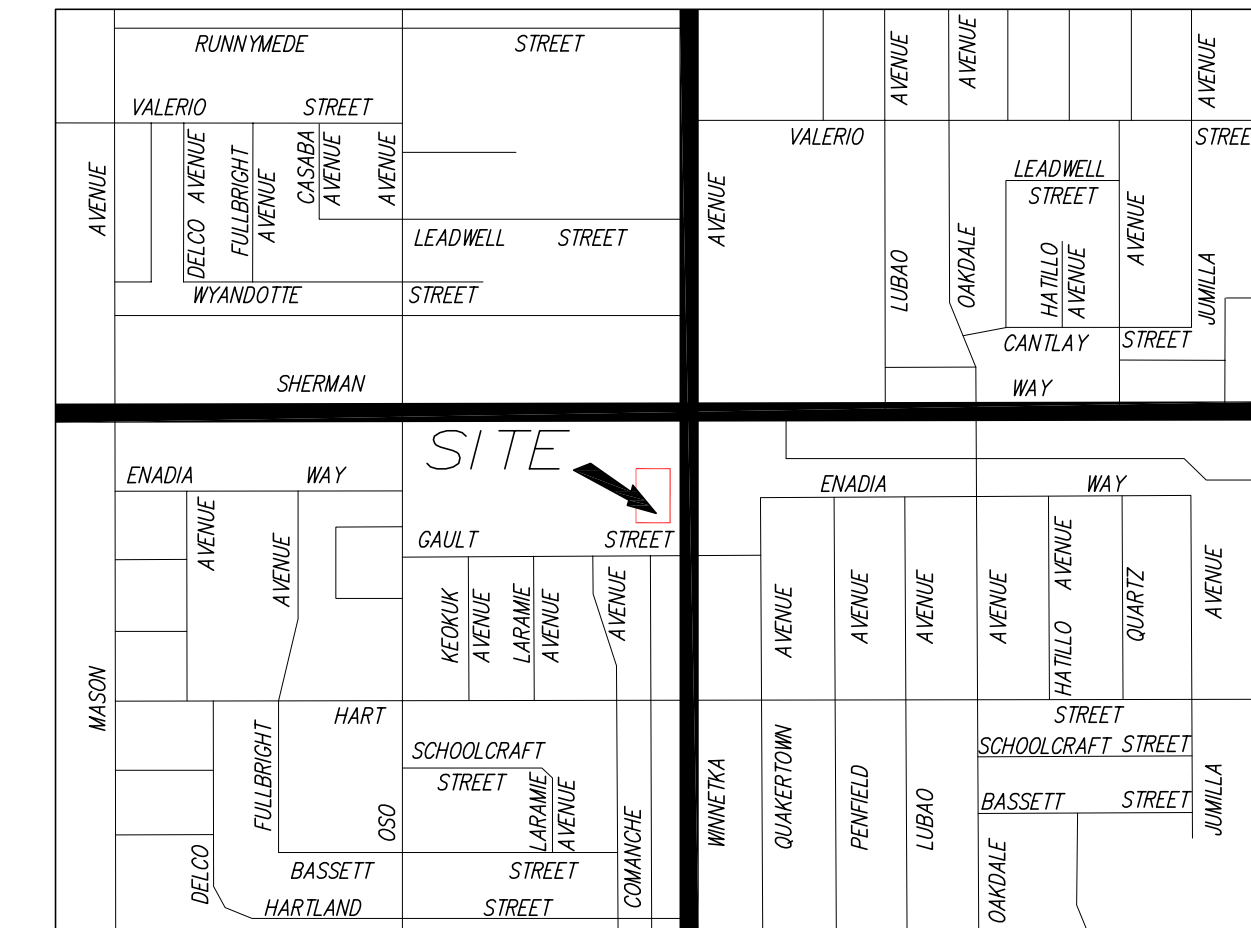 RUNNYMEDE STREET
VALERIO STREET
AVENUE
DELCO AVENUE
FULLBRIGHT
AVENUE
CASABA
AVENUE
AVENUE
LEADWELL STREET
WYANDOTTE STREET
SHERMAN WAY
AVENUE
AVENUE
AVENUE
VALERIO STREE
AVENUE
LUBAO
OAKDALE
LEADWELL
STREET
HATILLO
AVENUE
AVENUE
JUMILLA
CANTLAY STREET
SITE
ENADIA WAY
AVENUE
AVENUE
GAULT STREET
KEOKUK
AVENUE
LARAMIE
AVENUE
AVENUE
MASON
HART STREET
FULLBRIGHT
SCHOOLCRAFT
STREET
LARAMIE
AVENUE
OSO
DELCO
BASSETT STREET
HARTLAND STREET
COMANCHE
ENADIA WAY
AVENUE
AVENUE
AVENUE
AVENUE
HATILLO AVENUE
QUARTZ
AVENUE
SCHOOLCRAFT STREET
BASSETT STREET
WINNETKA
QUAKERTOWN
PENFIELD
LUBAO
OAKDALE
JUMILLA